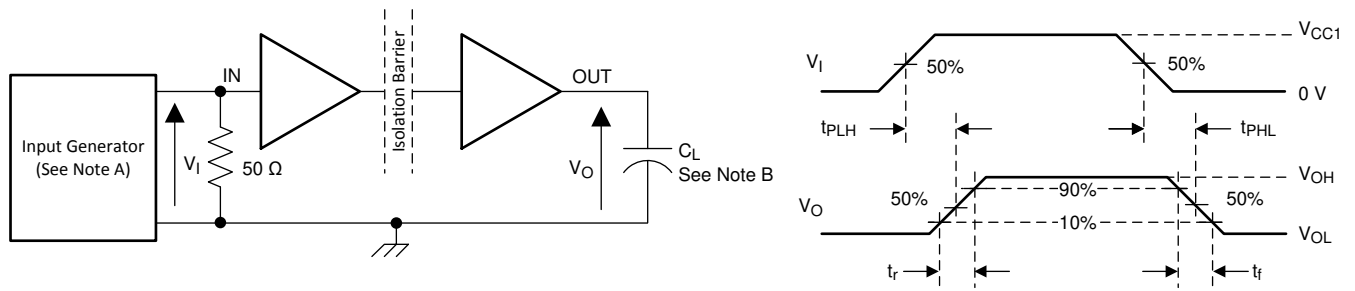 Input Generator
(See Note A)
IN
V_I
50 Ω
Isolation Barrier
OUT
V_O
C_L
See Note B
V_I
50%
50%
V_CC1
0 V
t_PLH
t_PHL
V_O
50%
90%
10%
50%
V_OH
V_OL
t_r
t_f